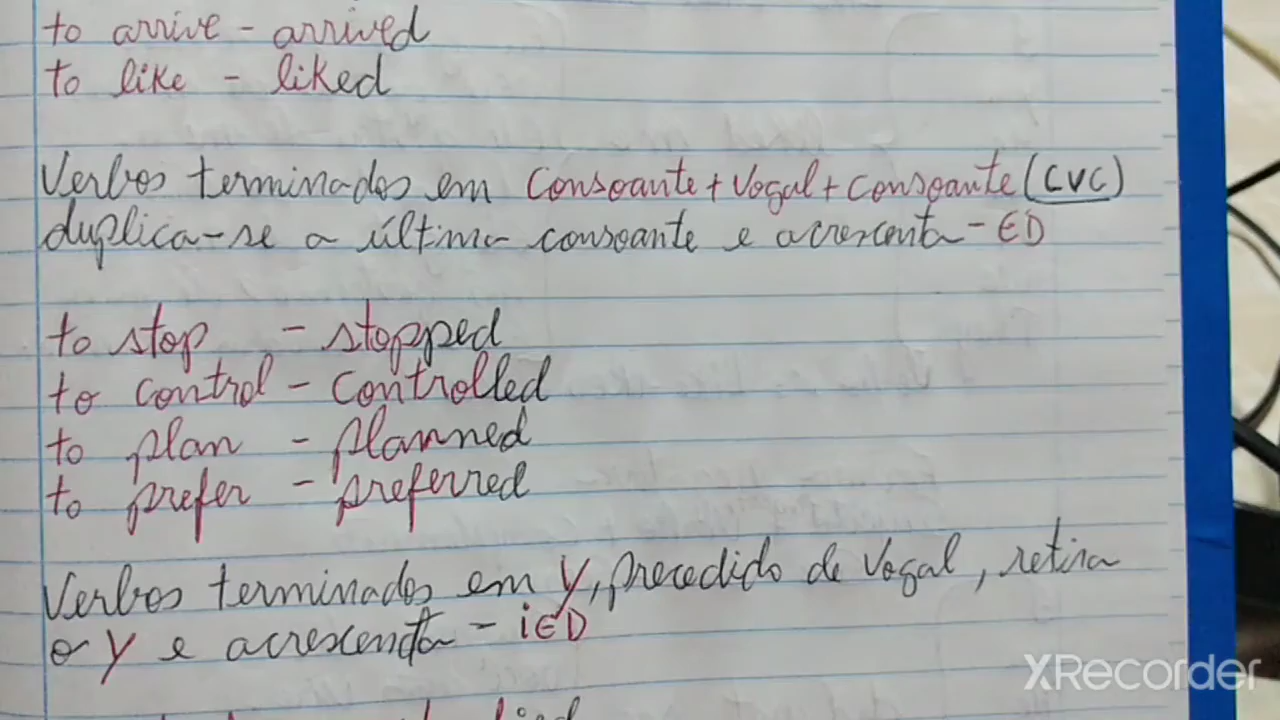 to arrive - arrived
to like - liked
Verbos terminados em Consoante + Vogal + Consoante (CVC)
duplica-se a última consoante e acrescenta - ED
to stop - stopped
to control - controlled
to plan - planned
to prefer - preferred
Verbos terminados em Y, precedido de Vogal, retira
o Y e acrescenta - iED
XRecorder